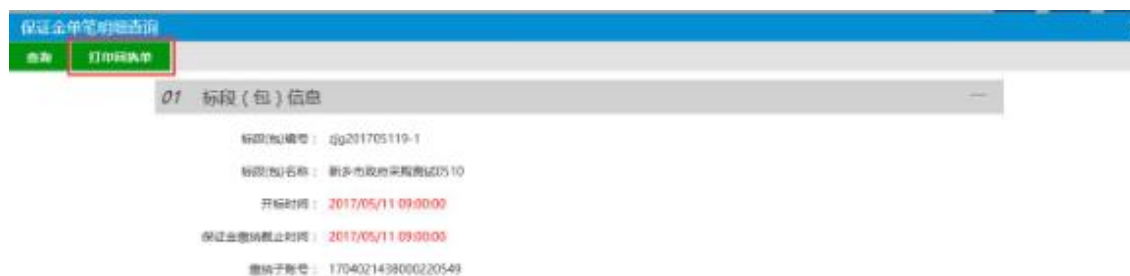 保证金单笔明细查询
查询 打印回执单
01 标段（包）信息 —
标段(包)编号： zjg201705119-1
标段(包)名称： 新乡市政府采购测试0510
开标时间： 2017/05/11 09:00:00
保证金缴纳截止时间： 2017/05/11 09:00:00
缴纳子账号： 1704021438000220549